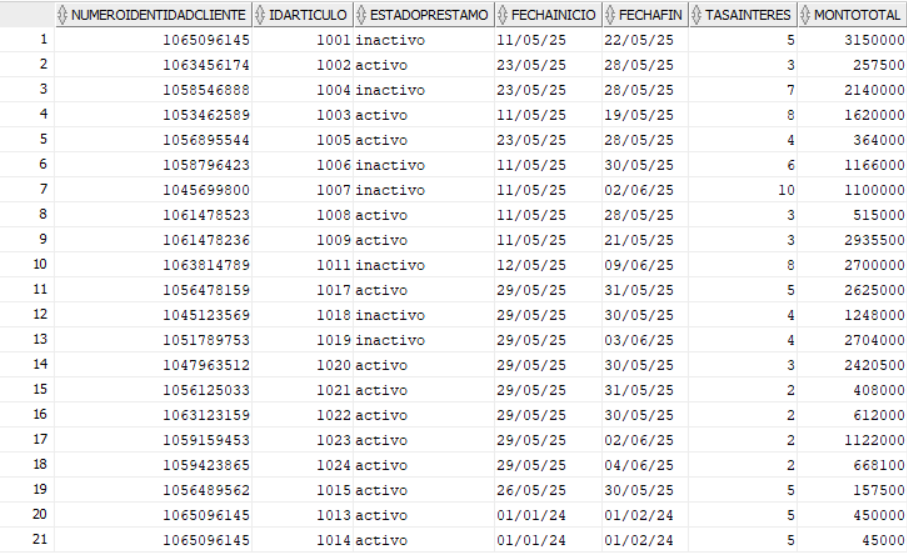 NUMEROIDENTIDADCLIENTE IDARTICULO ESTADOPRESTAMO FECHAINICIO FECHAFIN TASAINTERES MONTOTOTAL
1 1065096145 1001 inactivo 11/05/25 22/05/25 5 3150000
2 1063456174 1002 activo 23/05/25 28/05/25 3 257500
3 1058546888 1004 inactivo 23/05/25 28/05/25 7 2140000
4 1053462589 1003 activo 11/05/25 19/05/25 8 1620000
5 1056895544 1005 activo 23/05/25 28/05/25 4 364000
6 1058796423 1006 inactivo 11/05/25 30/05/25 6 1166000
7 1045699800 1007 inactivo 11/05/25 02/06/25 10 1100000
8 1061478523 1008 activo 11/05/25 28/05/25 3 515000
9 1061478236 1009 activo 11/05/25 21/05/25 3 2935500
10 1063814789 1011 inactivo 12/05/25 09/06/25 8 2700000
11 1056478159 1017 activo 29/05/25 31/05/25 5 2625000
12 1045123569 1018 inactivo 29/05/25 30/05/25 4 1248000
13 1051789753 1019 inactivo 29/05/25 03/06/25 4 2704000
14 1047963512 1020 activo 29/05/25 30/05/25 3 2420500
15 1056125033 1021 activo 29/05/25 31/05/25 2 408000
16 1063123159 1022 activo 29/05/25 30/05/25 2 612000
17 1059159453 1023 activo 29/05/25 02/06/25 2 1122000
18 1059423865 1024 activo 29/05/25 04/06/25 2 668100
19 1056489562 1015 activo 26/05/25 30/05/25 5 157500
20 1065096145 1013 activo 01/01/24 01/02/24 5 450000
21 1065096145 1014 activo 01/01/24 01/02/24 5 45000